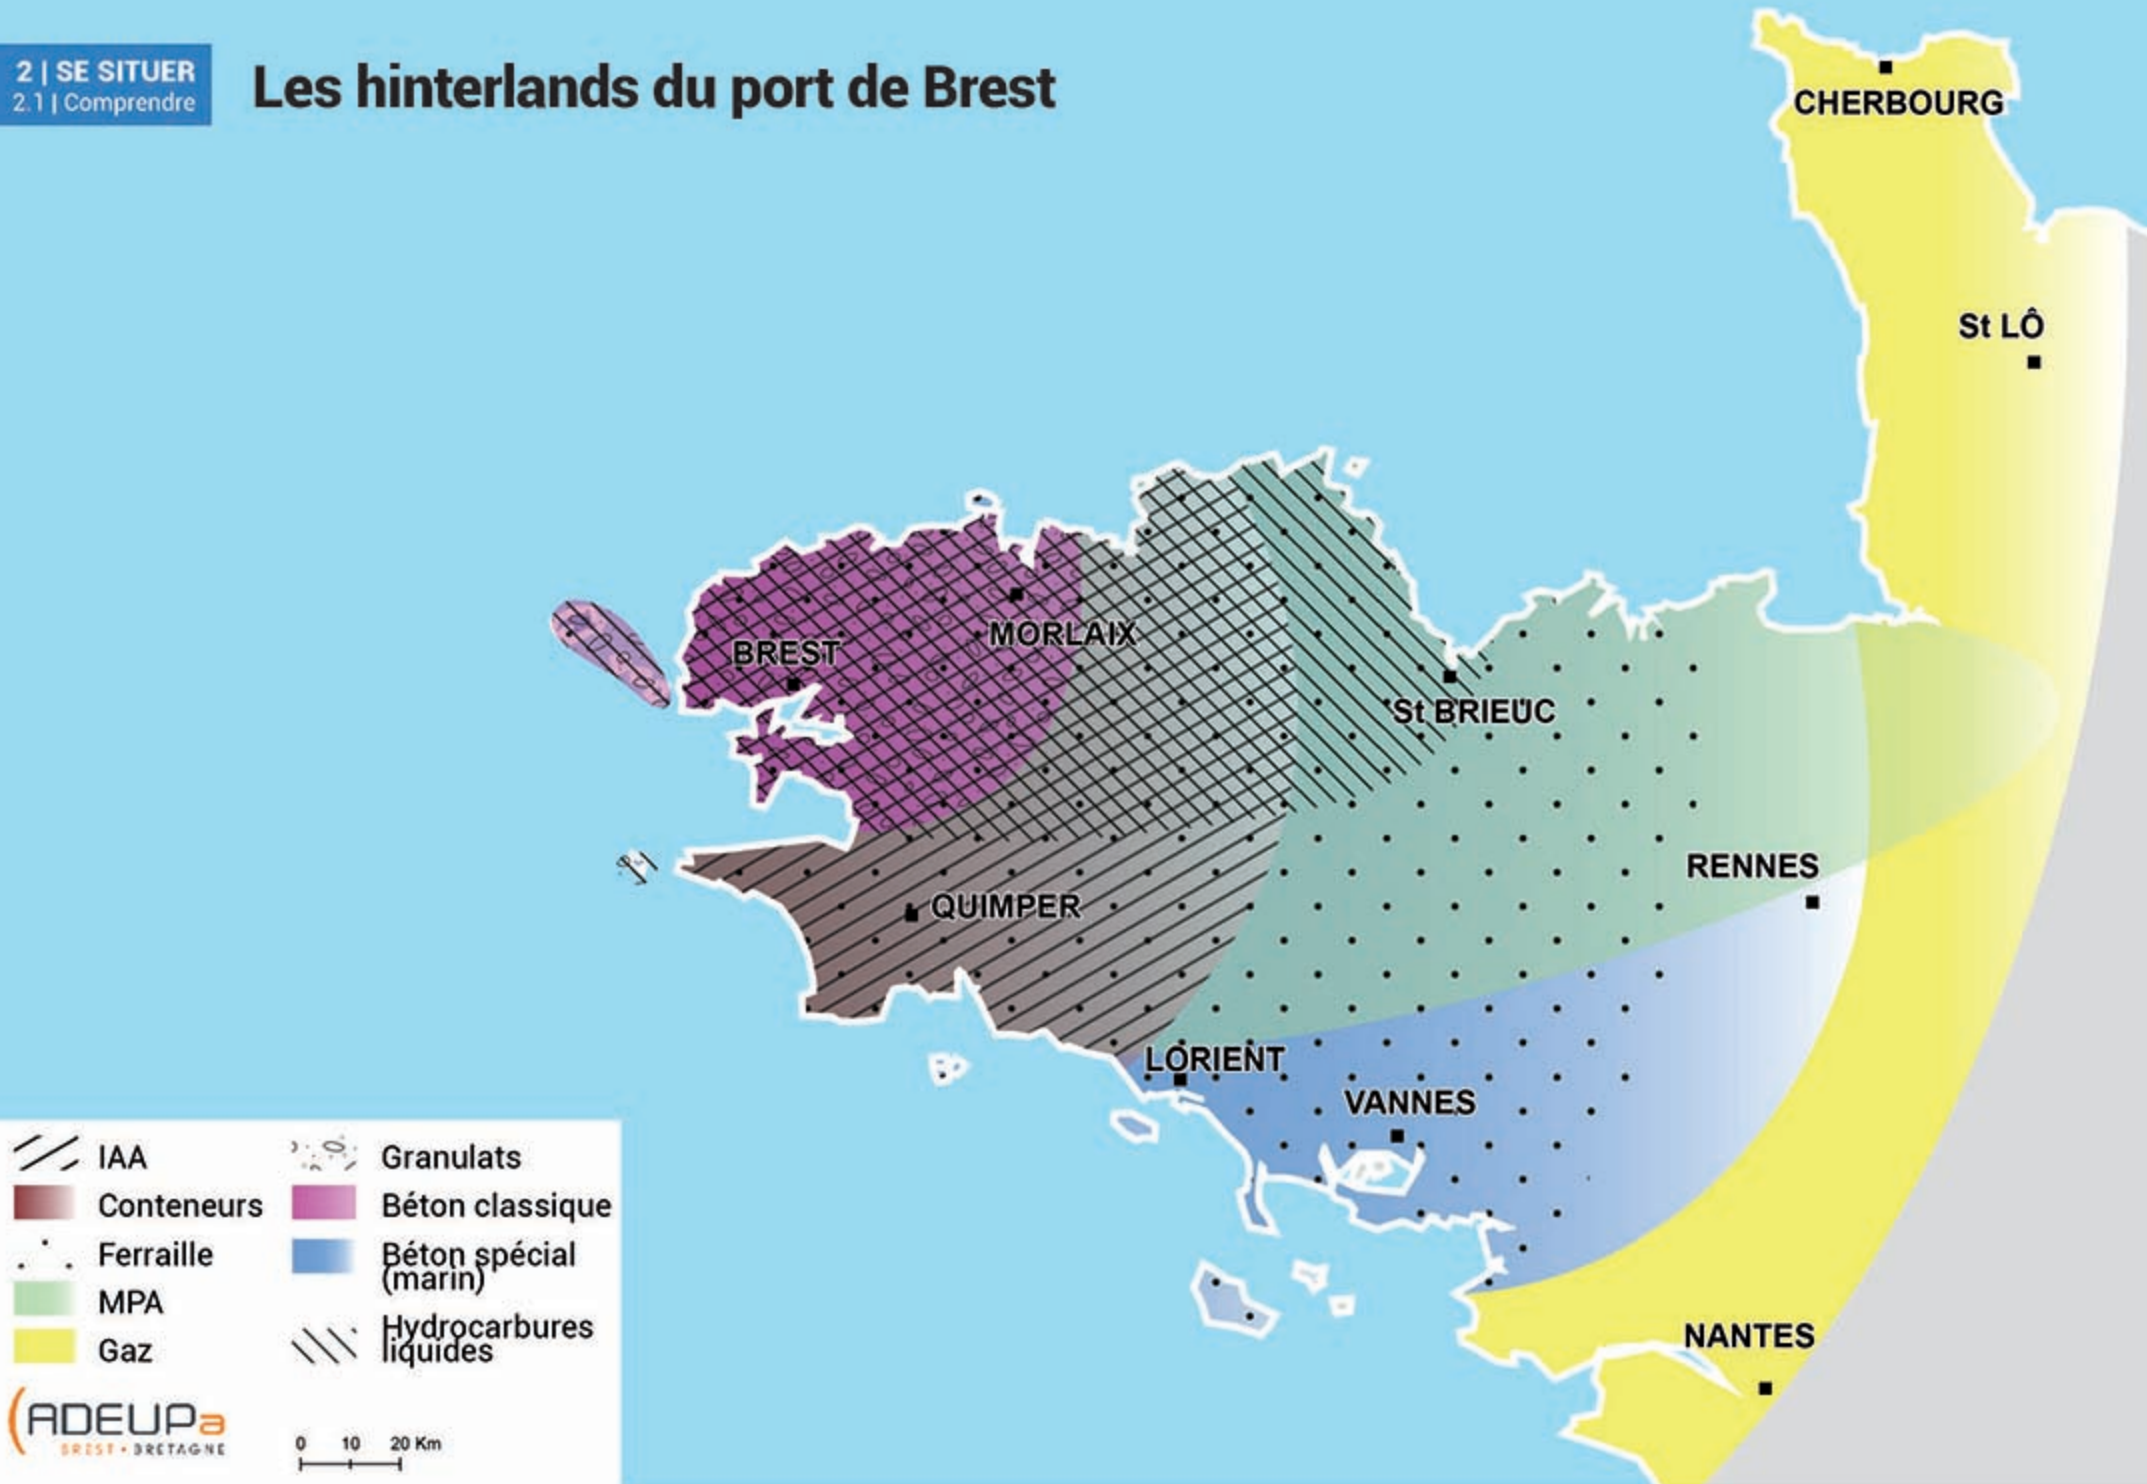 2 | SE SITUER
2.1 | Comprendre
Les hinterlands du port de Brest
CHERBOURG
St LÔ
MORLAIX
BREST
St BRIEUC
RENNES
QUIMPER
LORIENT
VANNES
NANTES
IAA
Conteneurs
Ferraille
MPA
Gaz
Granulats
Béton classique
Béton spécial
(marin)
Hydrocarbures
liquides
ADEUPa
BREST • BRETAGNE
0 10 20 Km